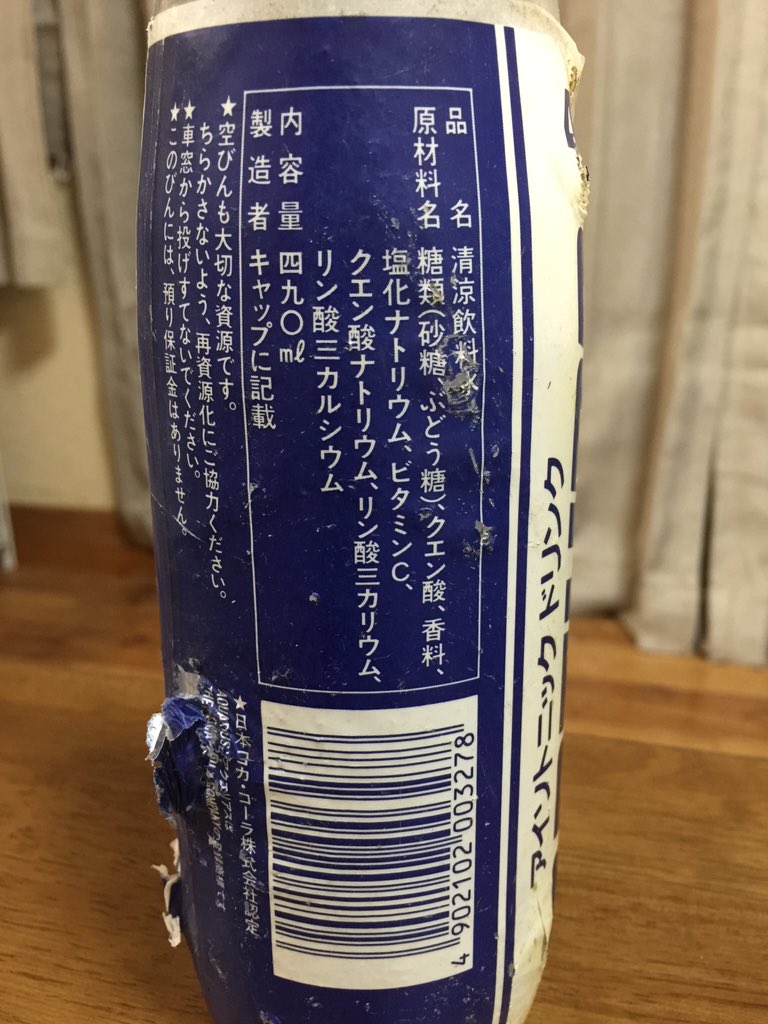 アイソトニック ドリンク
品名 清涼飲料水
原材料名 糖類(砂糖、ぶどう糖)、クエン酸、香料、
塩化ナトリウム、ビタミンC、
クエン酸ナトリウム、リン酸三カリウム、
リン酸三カルシウム
内容量 四九〇ml
製造者 キャップに記載
★空びんも大切な資源です。
ちらかさないよう、再資源化にご協力ください。
★車窓から投げすてないでください。
★このびんには、預り保証金はありません。
★日本コカ・コーラ株式会社認定
4 902102 003278